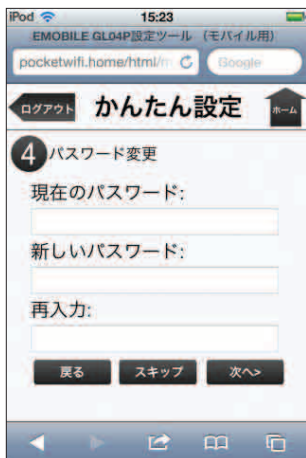 iPod 15:23
EMOBILE GL04P設定ツール (モバイル用)
pocketwifi.home/html/m Google
ログアウト かんたん設定 ホーム
4 パスワード変更
現在のパスワード:
新しいパスワード:
再入力:
戻る スキップ 次へ>